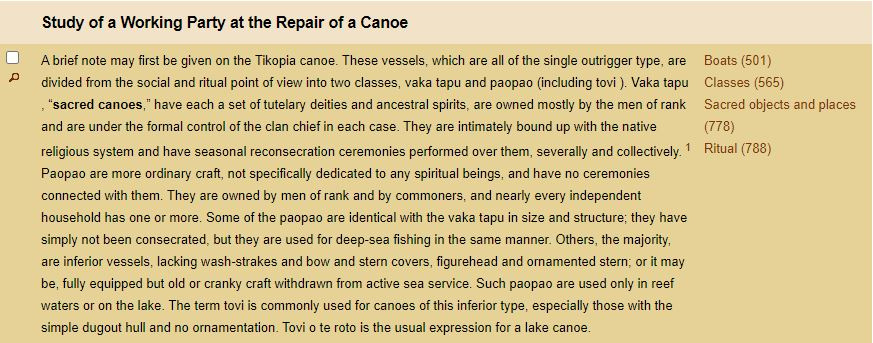 Study of a Working Party at the Repair of a Canoe
A brief note may first be given on the Tikopia canoe. These vessels, which are all of the single outrigger type, are
divided from the social and ritual point of view into two classes, vaka tapu and paopao (including tovi ). Vaka tapu
, “sacred canoes,” have each a set of tutelary deities and ancestral spirits, are owned mostly by the men of rank
and are under the formal control of the clan chief in each case. They are intimately bound up with the native
religious system and have seasonal reconsecration ceremonies performed over them, severally and collectively. 1
Paopao are more ordinary craft, not specifically dedicated to any spiritual beings, and have no ceremonies
connected with them. They are owned by men of rank and by commoners, and nearly every independent
household has one or more. Some of the paopao are identical with the vaka tapu in size and structure; they have
simply not been consecrated, but they are used for deep-sea fishing in the same manner. Others, the majority,
are inferior vessels, lacking wash-strakes and bow and stern covers, figurehead and ornamented stern; or it may
be, fully equipped but old or cranky craft withdrawn from active sea service. Such paopao are used only in reef
waters or on the lake. The term tovi is commonly used for canoes of this inferior type, especially those with the
simple dugout hull and no ornamentation. Tovi o te roto is the usual expression for a lake canoe.
Boats (501)
Classes (565)
Sacred objects and places
(778)
Ritual (788)